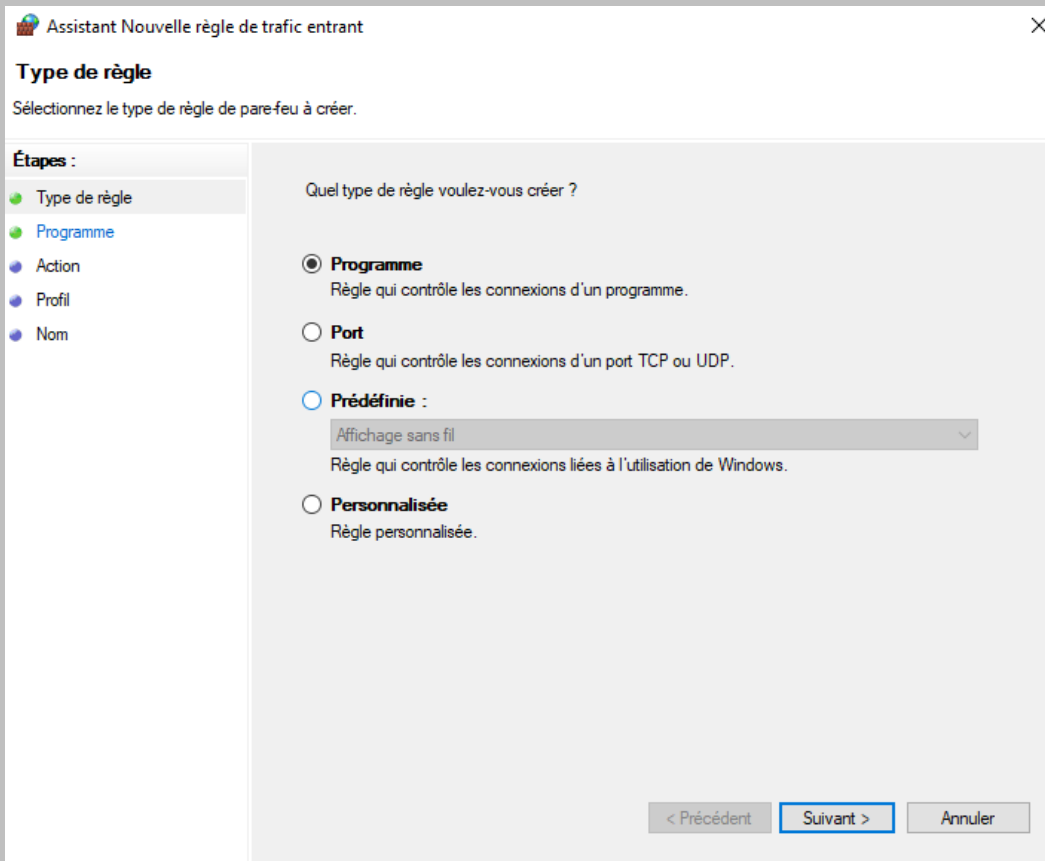 Assistant Nouvelle règle de trafic entrant
Type de règle
Sélectionnez le type de règle de pare-feu à créer.
Étapes :
Type de règle
Programme
Action
Profil
Nom
Quel type de règle voulez-vous créer ?
Programme
Règle qui contrôle les connexions d'un programme.
Port
Règle qui contrôle les connexions d'un port TCP ou UDP.
Prédéfinie :
Affichage sans fil
Règle qui contrôle les connexions liées à l'utilisation de Windows.
Personnalisée
Règle personnalisée.
< Précédent
Suivant >
Annuler